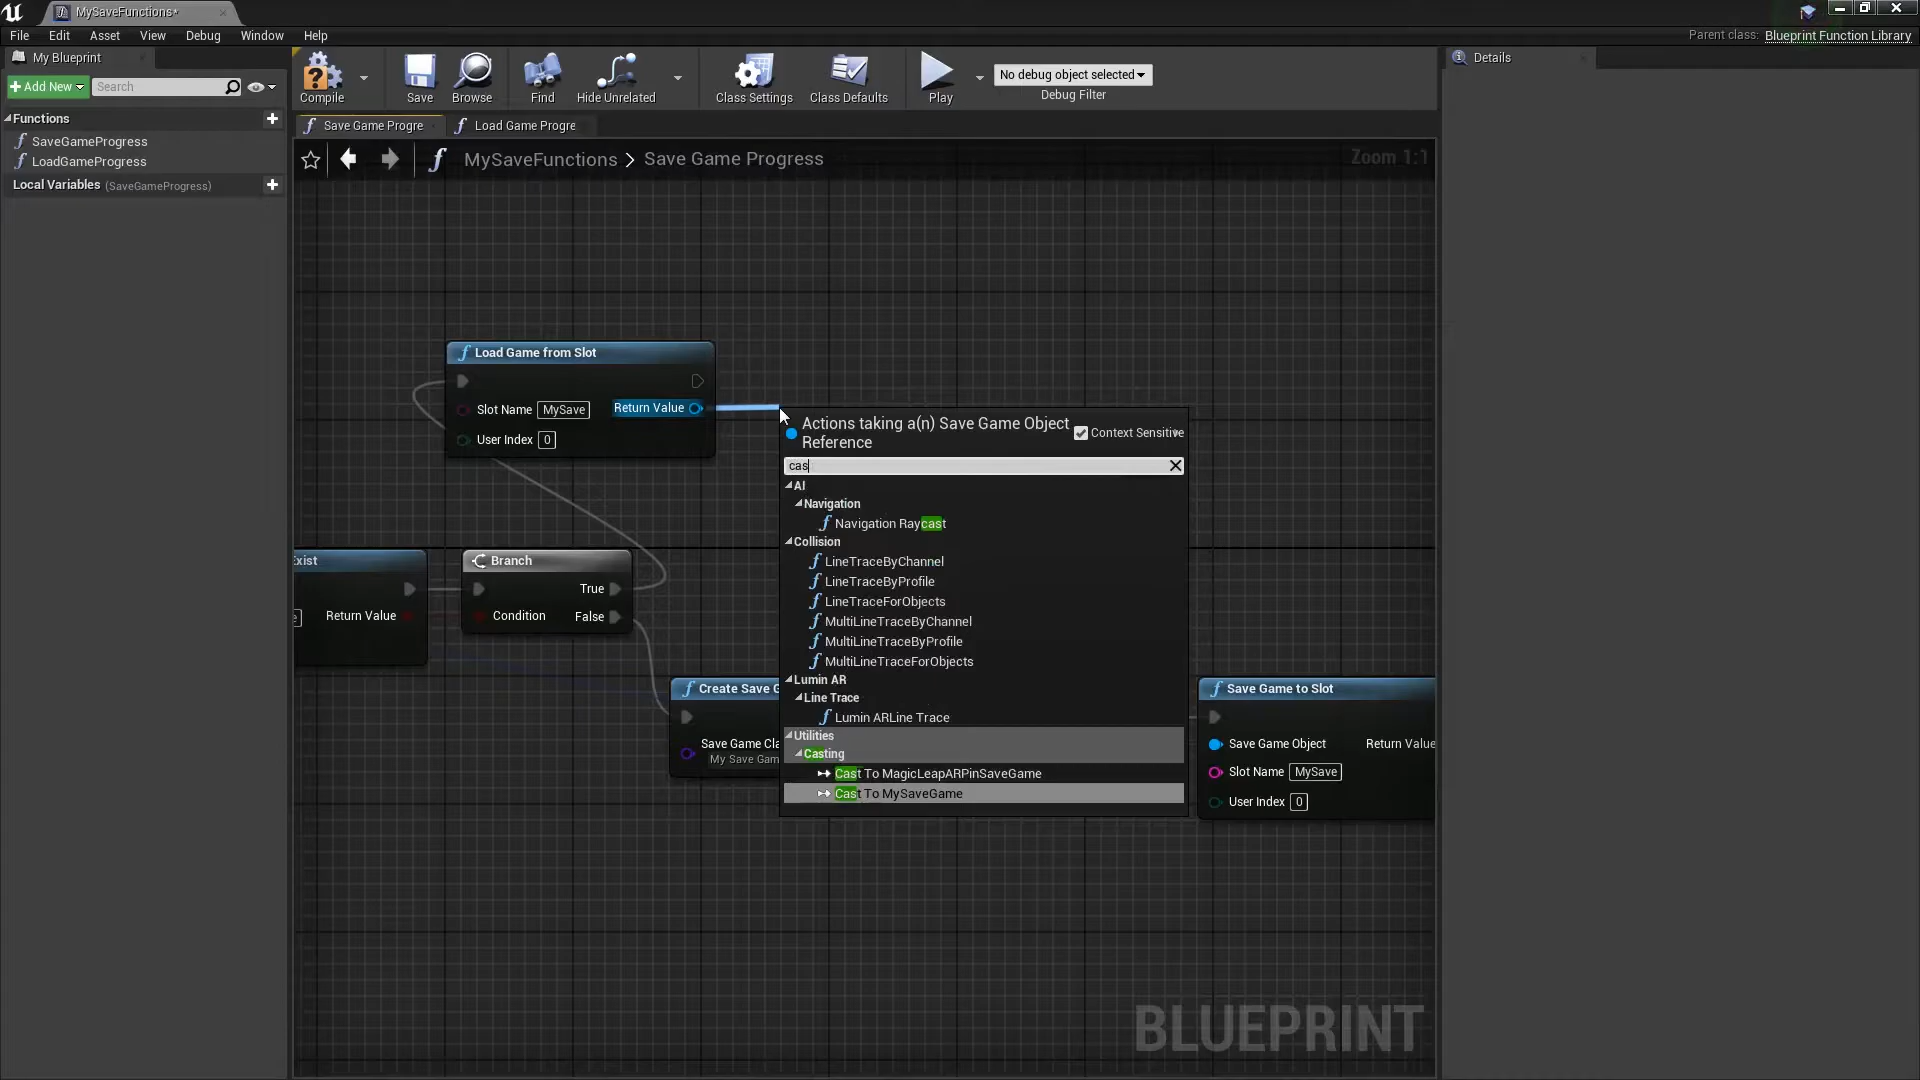 MySaveFunctions*
File Edit Asset View Debug Window Help
Parent class: Blueprint Function Library
My Blueprint
Add New
Search
Functions
SaveGameProgress
LoadGameProgress
Local Variables (SaveGameProgress)
Compile
Save
Browse
Find
Hide Unrelated
Class Settings
Class Defaults
Play
No debug object selected
Debug Filter
Details
Save Game Progre
Load Game Progre
MySaveFunctions > Save Game Progress
Zoom 1:1
Load Game from Slot
Slot Name MySave
Return Value
User Index 0
Actions taking a(n) Save Game Object Reference
Context Sensitive
cas
AI
Navigation
Navigation Raycast
Collision
LineTraceByChannel
LineTraceByProfile
LineTraceForObjects
MultiLineTraceByChannel
MultiLineTraceByProfile
MultiLineTraceForObjects
Lumin AR
Line Trace
Lumin ARLine Trace
Utilities
Casting
Cast To MagicLeapARPinSaveGame
Cast To MySaveGame
Exist
Return Value
Branch
True
Condition
False
Create Save G
Save Game Cla
My Save Gam
Save Game to Slot
Save Game Object
Return Value
Slot Name MySave
User Index 0
BLUEPRINT